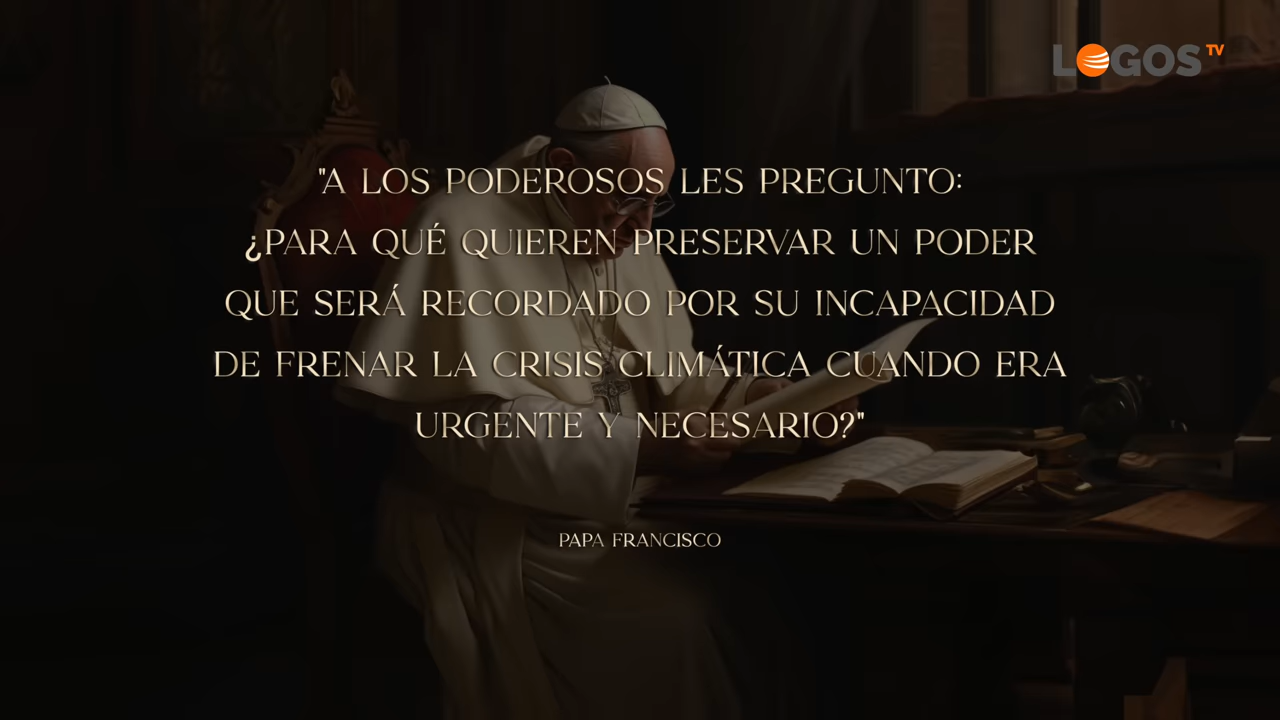 LOGOS TV
"A LOS PODEROSOS LES PREGUNTO:
¿PARA QUÉ QUIEREN PRESERVAR UN PODER
QUE SERÁ RECORDADO POR SU INCAPACIDAD
DE FRENAR LA CRISIS CLIMÁTICA CUANDO ERA
URGENTE Y NECESARIO?"
PAPA FRANCISCO